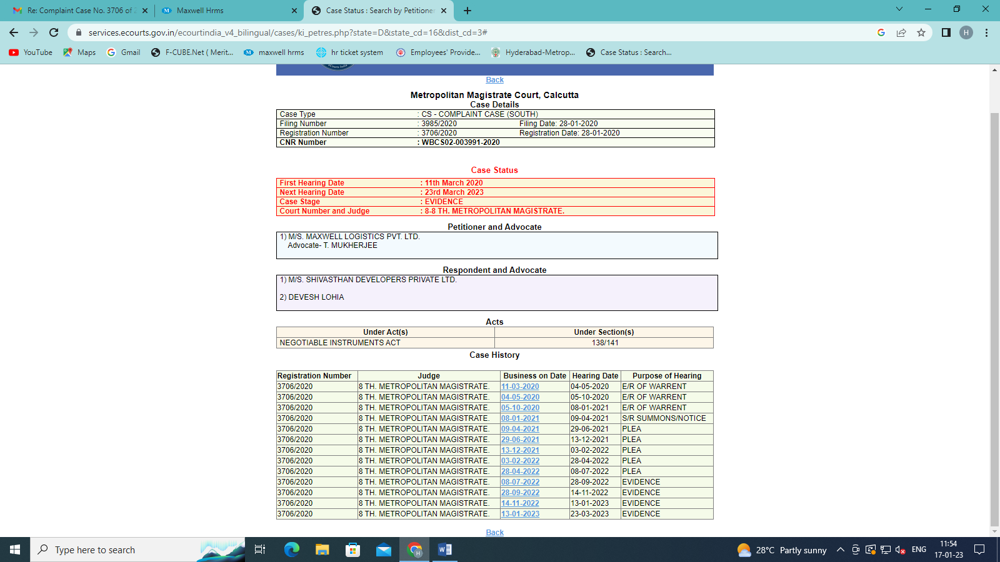 Re: Complaint Case No. 3706 of 2
Maxwell Hrms
Case Status : Search by Petitioner
services.ecourts.gov.in/ecourtindia_v4_bilingual/cases/ki_petres.php?state=D&state_cd=16&dist_cd=3#
H
YouTube Maps Gmail F-CUBE.Net ( Merit... maxwell hrms hr ticket system Employees' Provide... Hyderabad-Metrop... Case Status : Search...
Back
Metropolitan Magistrate Court, Calcutta
Case Details
Case Type : CS - COMPLAINT CASE (SOUTH)
Filing Number : 3985/2020 Filing Date: 28-01-2020
Registration Number : 3706/2020 Registration Date: 28-01-2020
CNR Number : WBCS02-003991-2020
Case Status
First Hearing Date : 11th March 2020
Next Hearing Date : 23rd March 2023
Case Stage : EVIDENCE
Court Number and Judge : 8-8 TH. METROPOLITAN MAGISTRATE.
Petitioner and Advocate
1) M/S. MAXWELL LOGISTICS PVT. LTD.
Advocate- T. MUKHERJEE
Respondent and Advocate
1) M/S. SHIVASTHAN DEVELOPERS PRIVATE LTD.
2) DEVESH LOHIA
Acts
Under Act(s) Under Section(s)
NEGOTIABLE INSTRUMENTS ACT 138/141
Case History
Registration Number Judge Business on Date Hearing Date Purpose of Hearing
3706/2020 8 TH. METROPOLITAN MAGISTRATE. 11-03-2020 04-05-2020 E/R OF WARRENT
3706/2020 8 TH. METROPOLITAN MAGISTRATE. 04-05-2020 05-10-2020 E/R OF WARRENT
3706/2020 8 TH. METROPOLITAN MAGISTRATE. 05-10-2020 08-01-2021 E/R OF WARRENT
3706/2020 8 TH. METROPOLITAN MAGISTRATE. 08-01-2021 09-04-2021 S/R SUMMONS/NOTICE
3706/2020 8 TH. METROPOLITAN MAGISTRATE. 09-04-2021 29-06-2021 PLEA
3706/2020 8 TH. METROPOLITAN MAGISTRATE. 29-06-2021 13-12-2021 PLEA
3706/2020 8 TH. METROPOLITAN MAGISTRATE. 13-12-2021 03-02-2022 PLEA
3706/2020 8 TH. METROPOLITAN MAGISTRATE. 03-02-2022 28-04-2022 PLEA
3706/2020 8 TH. METROPOLITAN MAGISTRATE. 28-04-2022 08-07-2022 PLEA
3706/2020 8 TH. METROPOLITAN MAGISTRATE. 08-07-2022 28-09-2022 EVIDENCE
3706/2020 8 TH. METROPOLITAN MAGISTRATE. 28-09-2022 14-11-2022 EVIDENCE
3706/2020 8 TH. METROPOLITAN MAGISTRATE. 14-11-2022 13-01-2023 EVIDENCE
3706/2020 8 TH. METROPOLITAN MAGISTRATE. 13-01-2023 23-03-2023 EVIDENCE
Back
Type here to search
28°C Partly sunny
ENG
11:54
17-01-23